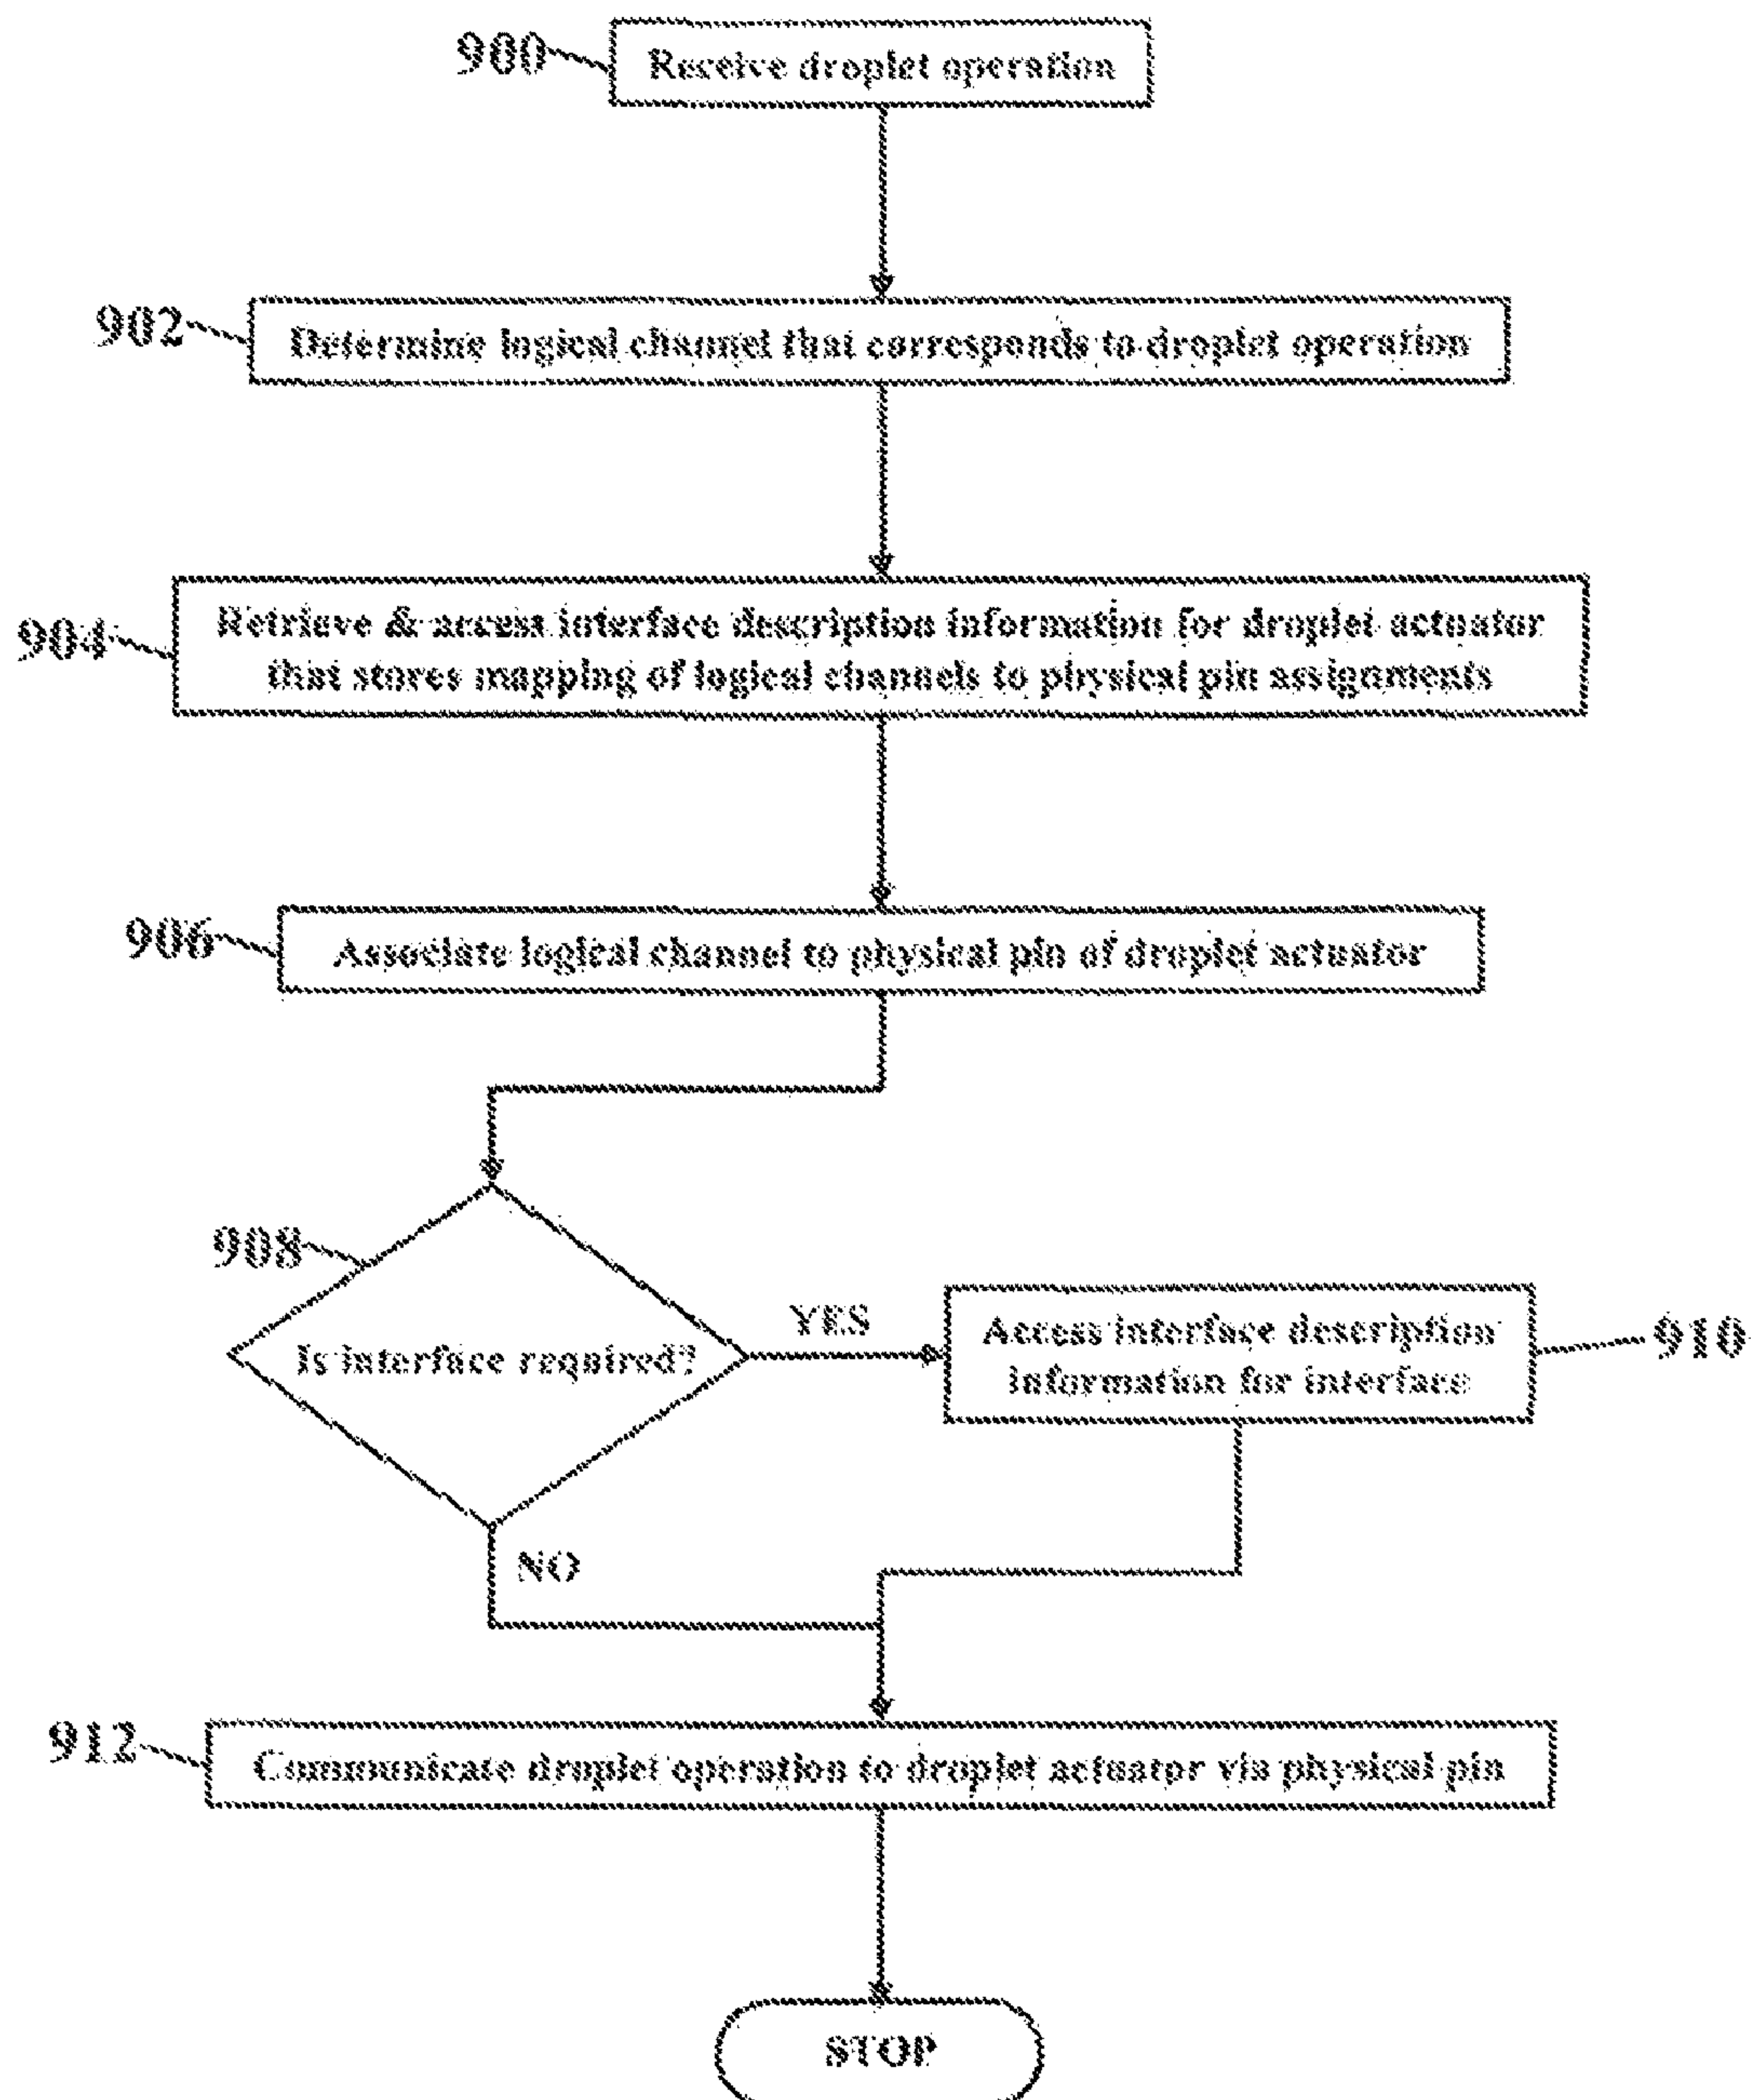 900
Receive droplet operation
902
Determine logical channel that corresponds to droplet operation
904
Retrieve & access interface description information for droplet actuator
that stores mapping of logical channels to physical pin assignments
906
Associate logical channel to physical pin of droplet actuator
908
Is interface required?
YES
Access interface description
information for interface
910
NO
912
Communicate droplet operation to droplet actuator via physical pin
STOP